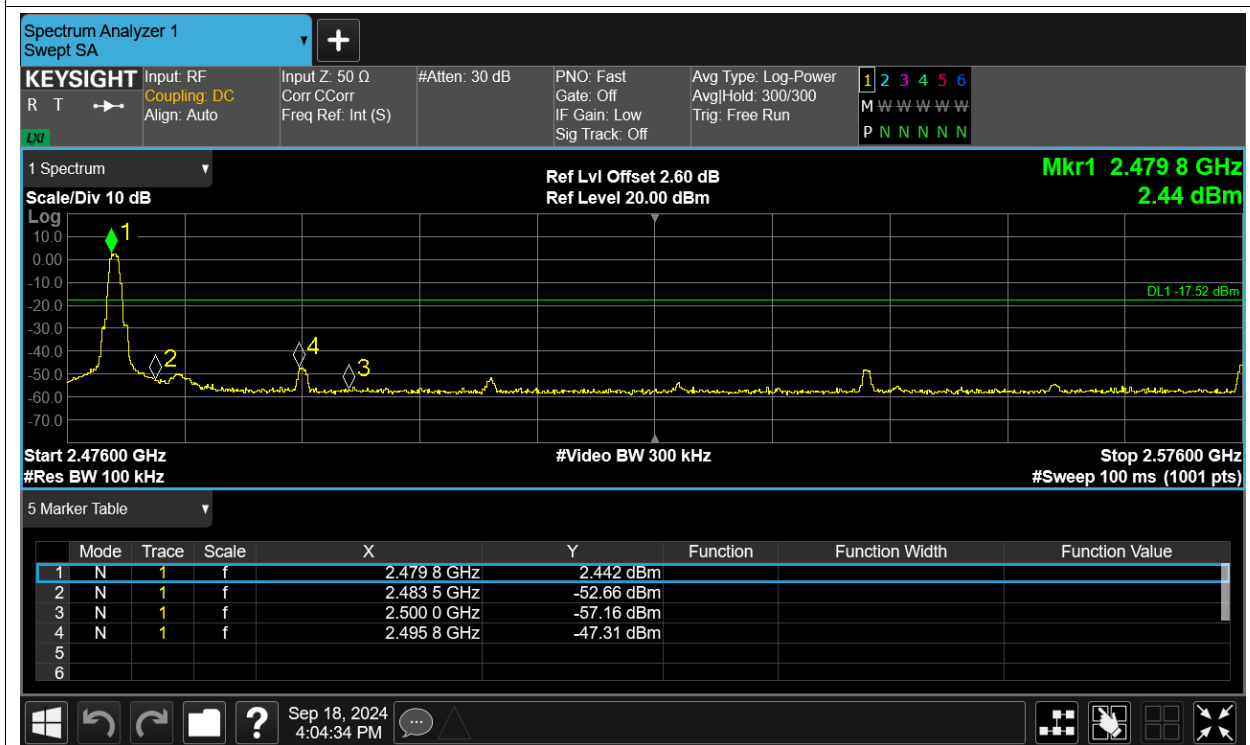 Spectrum Analyzer 1
Swept SA
+
KEYSIGHT
R T
LXI
Input: RF
Coupling: DC
Align: Auto
Input Z: 50 Ω
Corr CCorr
Freq Ref: Int (S)
#Atten: 30 dB
PNO: Fast
Gate: Off
IF Gain: Low
Sig Track: Off
Avg Type: Log-Power
Avg|Hold: 300/300
Trig: Free Run
1 2 3 4 5 6
M W W W W W
P N N N N N
1 Spectrum
Scale/Div 10 dB
Ref Lvl Offset 2.60 dB
Ref Level 20.00 dBm
Mkr1 2.479 8 GHz
2.44 dBm
Log
10.0
0.00
-10.0
-20.0
-30.0
-40.0
-50.0
-60.0
-70.0
1
2
4
3
DL1 -17.52 dBm
Start 2.47600 GHz
#Res BW 100 kHz
#Video BW 300 kHz
Stop 2.57600 GHz
#Sweep 100 ms (1001 pts)
5 Marker Table
Mode Trace Scale X Y Function Function Width Function Value
1 N 1 f 2.479 8 GHz 2.442 dBm
2 N 1 f 2.483 5 GHz -52.66 dBm
3 N 1 f 2.500 0 GHz -57.16 dBm
4 N 1 f 2.495 8 GHz -47.31 dBm
5
6
?
Sep 18, 2024
4:04:34 PM